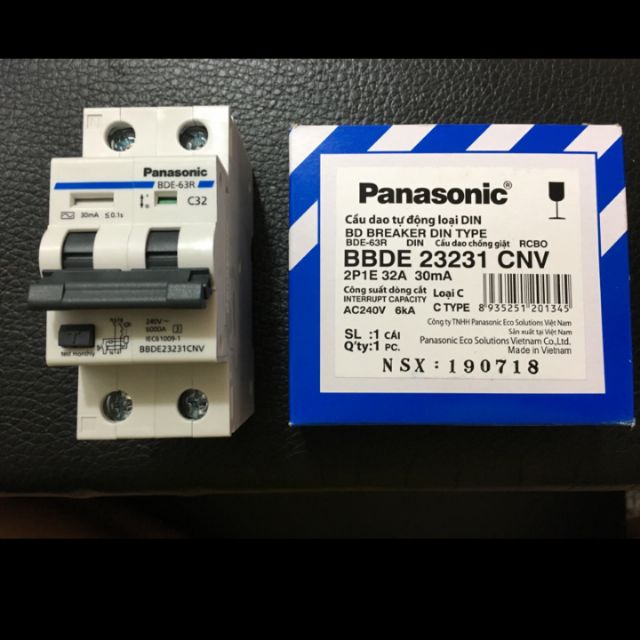 Panasonic
BDE-63R
30mA ≤0.1s
C32
240V~
6000A 3
IEC61009-1
BBDE23231CNV
test monthly
Panasonic®
Cầu dao tự động loại DIN
BD BREAKER DIN TYPE
BDE-63R DIN Cầu dao chống giật RCBO
BBDE 23231 CNV
2P1E 32A 30mA
Công suất dòng cắt Loại C
INTERRUPT CAPACITY
AC240V 6kA C TYPE
8 935251 201345
Công ty TNHH Panasonic Eco Solutions Việt Nam
Sản xuất tại Việt Nam
SL :1 CÁI
Panasonic Eco Solutions Vietnam Co.,Ltd.
Q'ty:1 PC.
Made in Vietnam
NSX: 190718